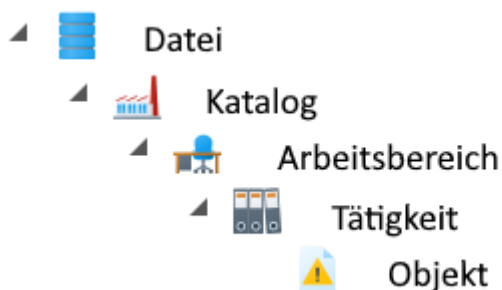 Datei
Katalog
Arbeitsbereich
Tätigkeit
Objekt